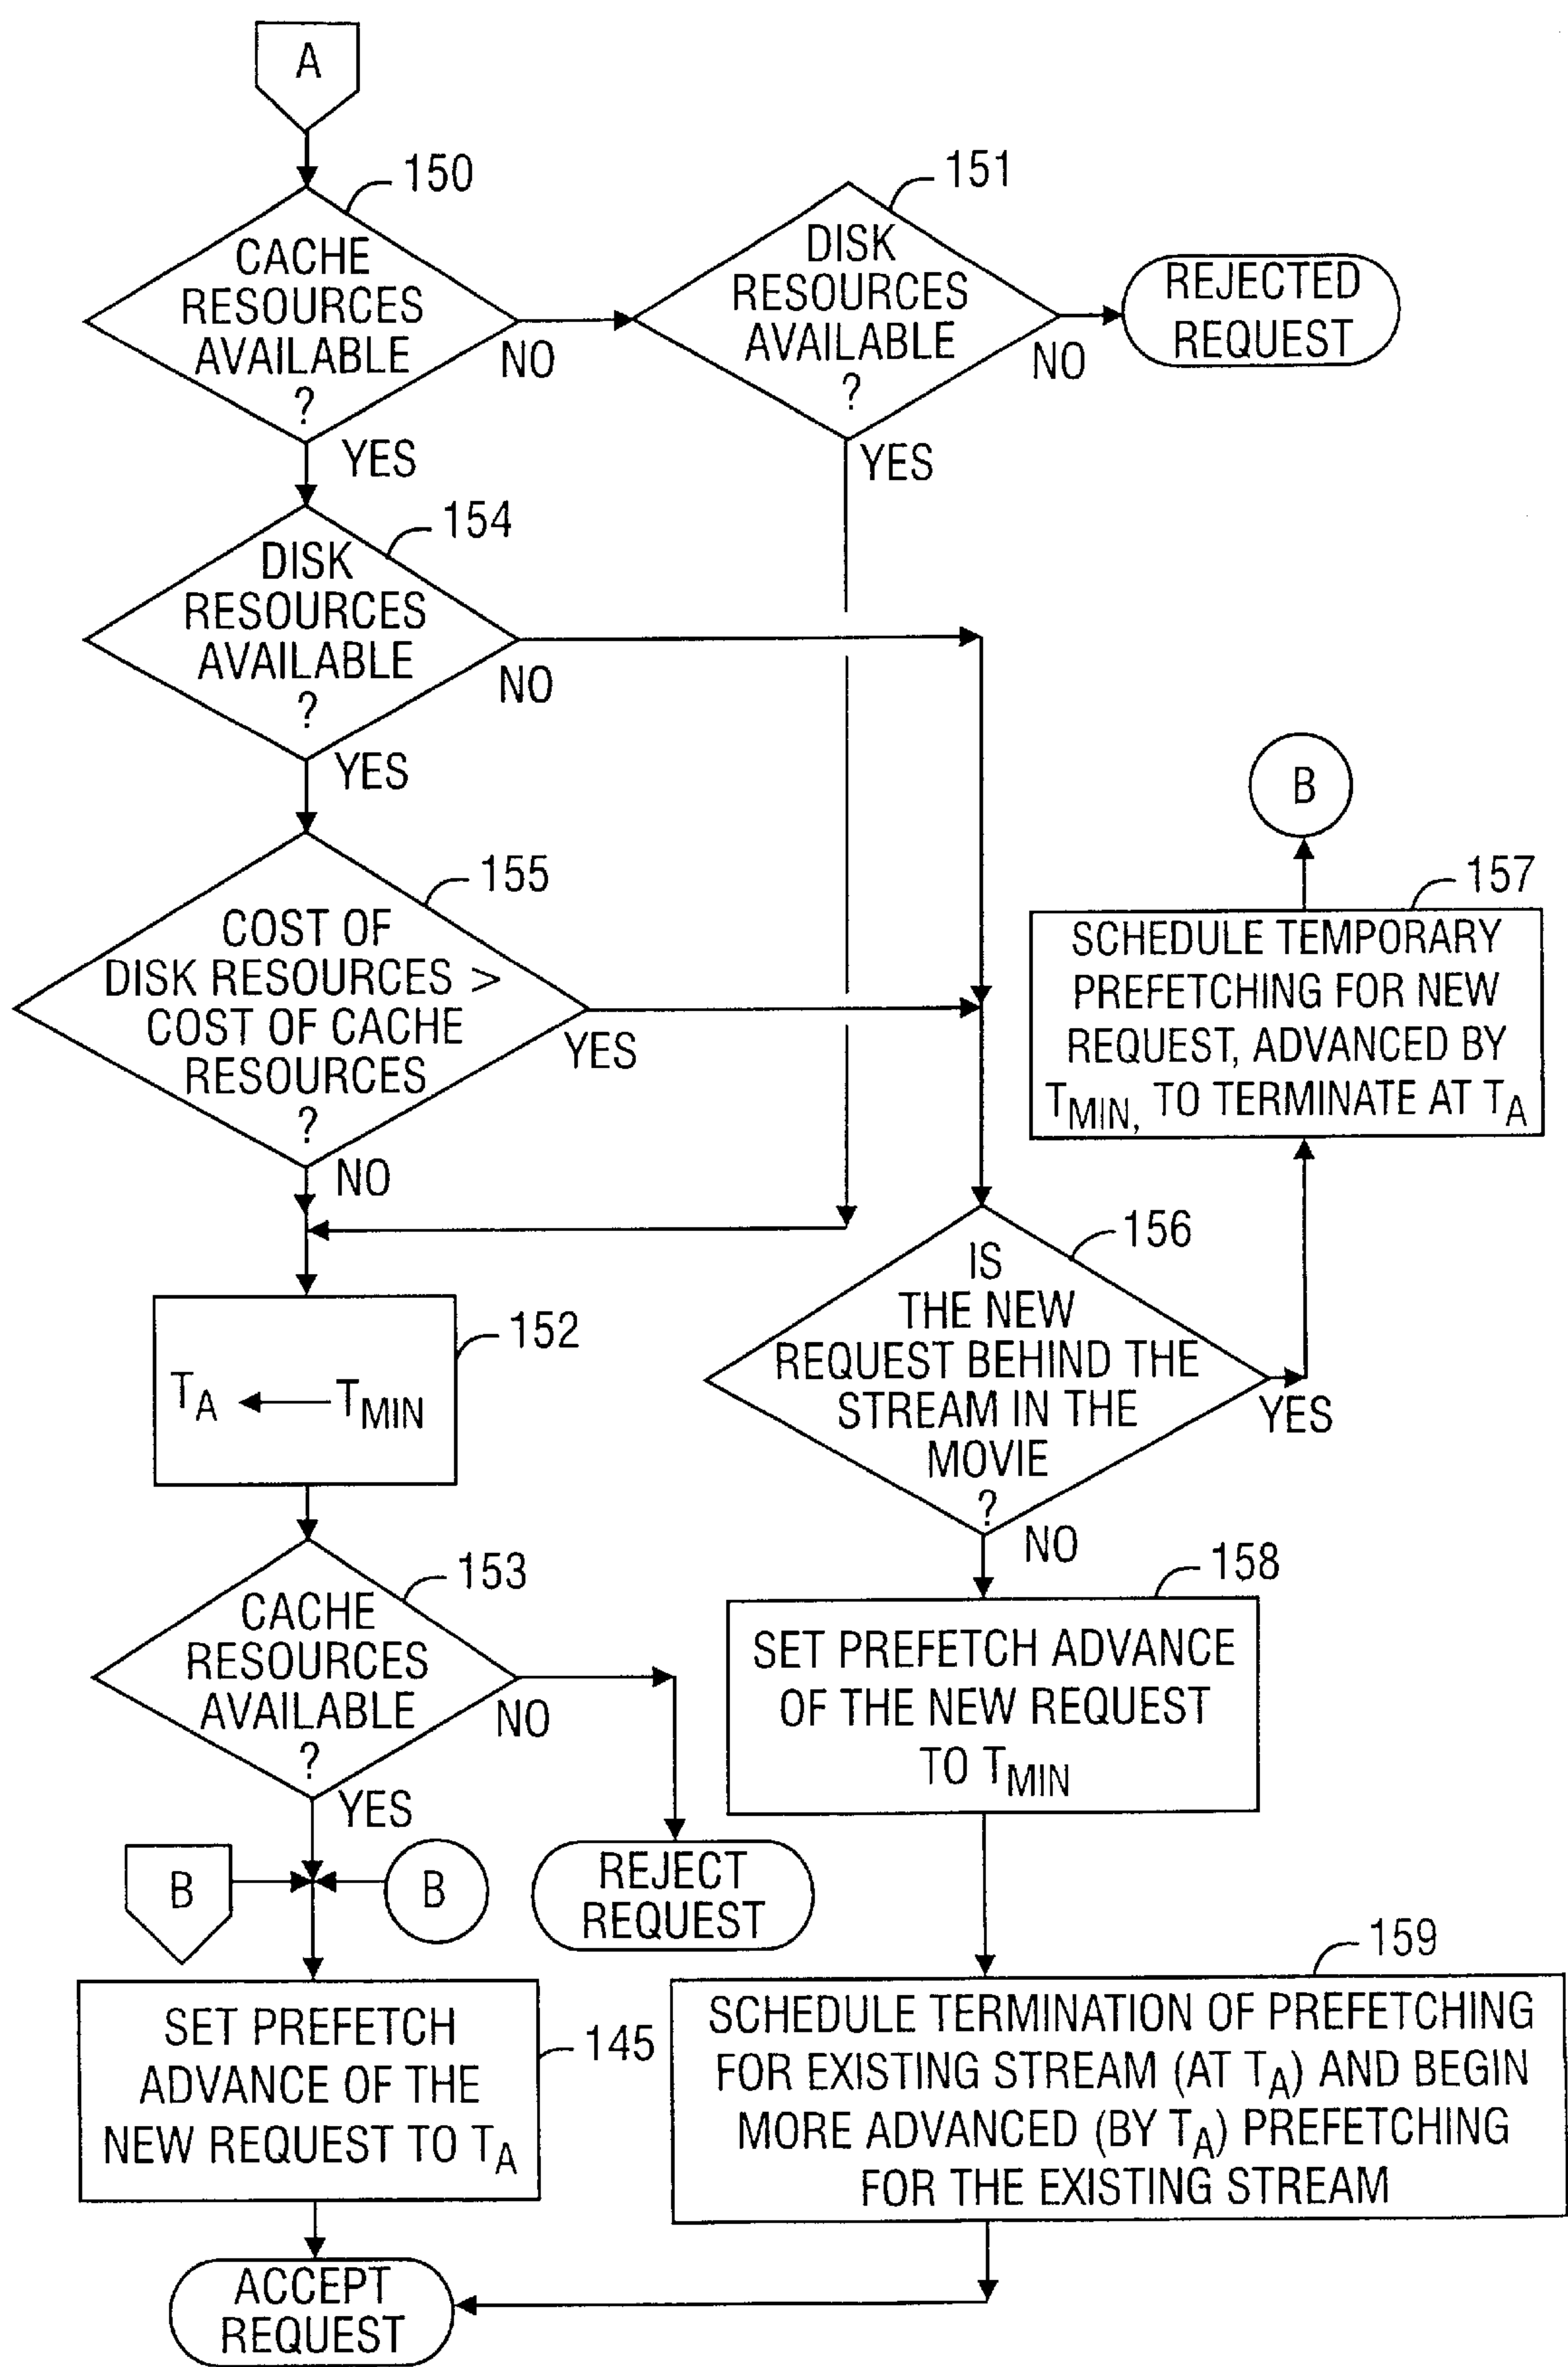 A
150
CACHE
RESOURCES
AVAILABLE
?
NO
YES
151
DISK
RESOURCES
AVAILABLE
?
NO
YES
REJECTED
REQUEST
154
DISK
RESOURCES
AVAILABLE
?
NO
YES
155
COST OF
DISK RESOURCES >
COST OF CACHE
RESOURCES
?
YES
NO
B
157
SCHEDULE TEMPORARY
PREFETCHING FOR NEW
REQUEST, ADVANCED BY
TMIN, TO TERMINATE AT TA
156
IS
THE NEW
REQUEST BEHIND THE
STREAM IN THE
MOVIE
?
YES
NO
152
TA ← TMIN
153
CACHE
RESOURCES
AVAILABLE
?
NO
YES
158
SET PREFETCH ADVANCE
OF THE NEW REQUEST
TO TMIN
B
B
REJECT
REQUEST
145
SET PREFETCH
ADVANCE OF THE
NEW REQUEST TO TA
159
SCHEDULE TERMINATION OF PREFETCHING
FOR EXISTING STREAM (AT TA) AND BEGIN
MORE ADVANCED (BY TA) PREFETCHING
FOR THE EXISTING STREAM
ACCEPT
REQUEST